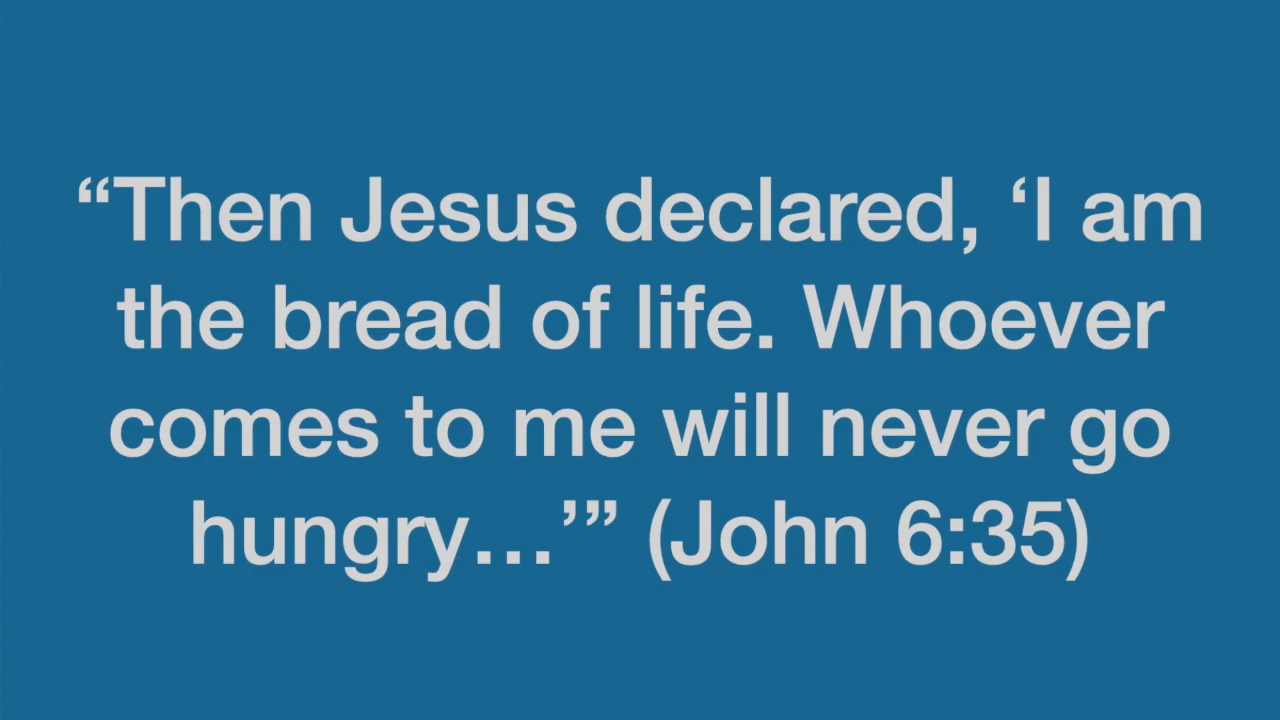 “Then Jesus declared, ‘I am
the bread of life. Whoever
comes to me will never go
hungry…’” (John 6:35)